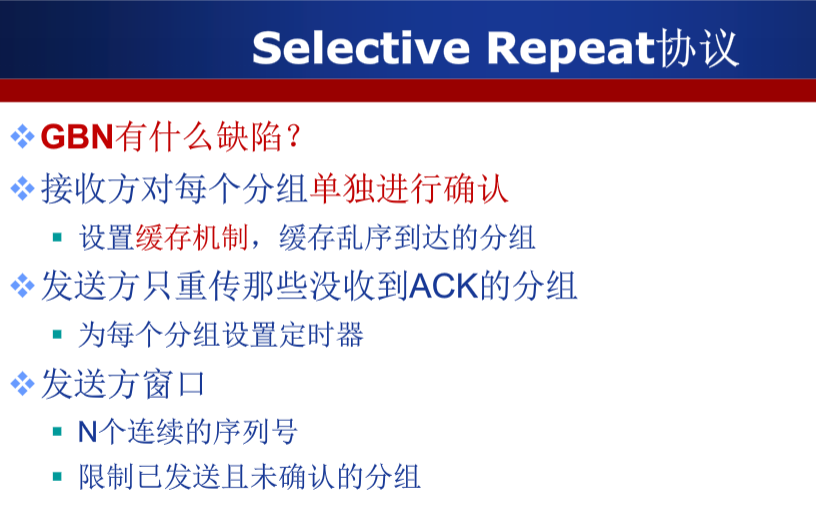 Selective Repeat协议
GBN有什么缺陷？
接收方对每个分组单独进行确认
设置缓存机制，缓存乱序到达的分组
发送方只重传那些没收到ACK的分组
为每个分组设置定时器
发送方窗口
N个连续的序列号
限制已发送且未确认的分组